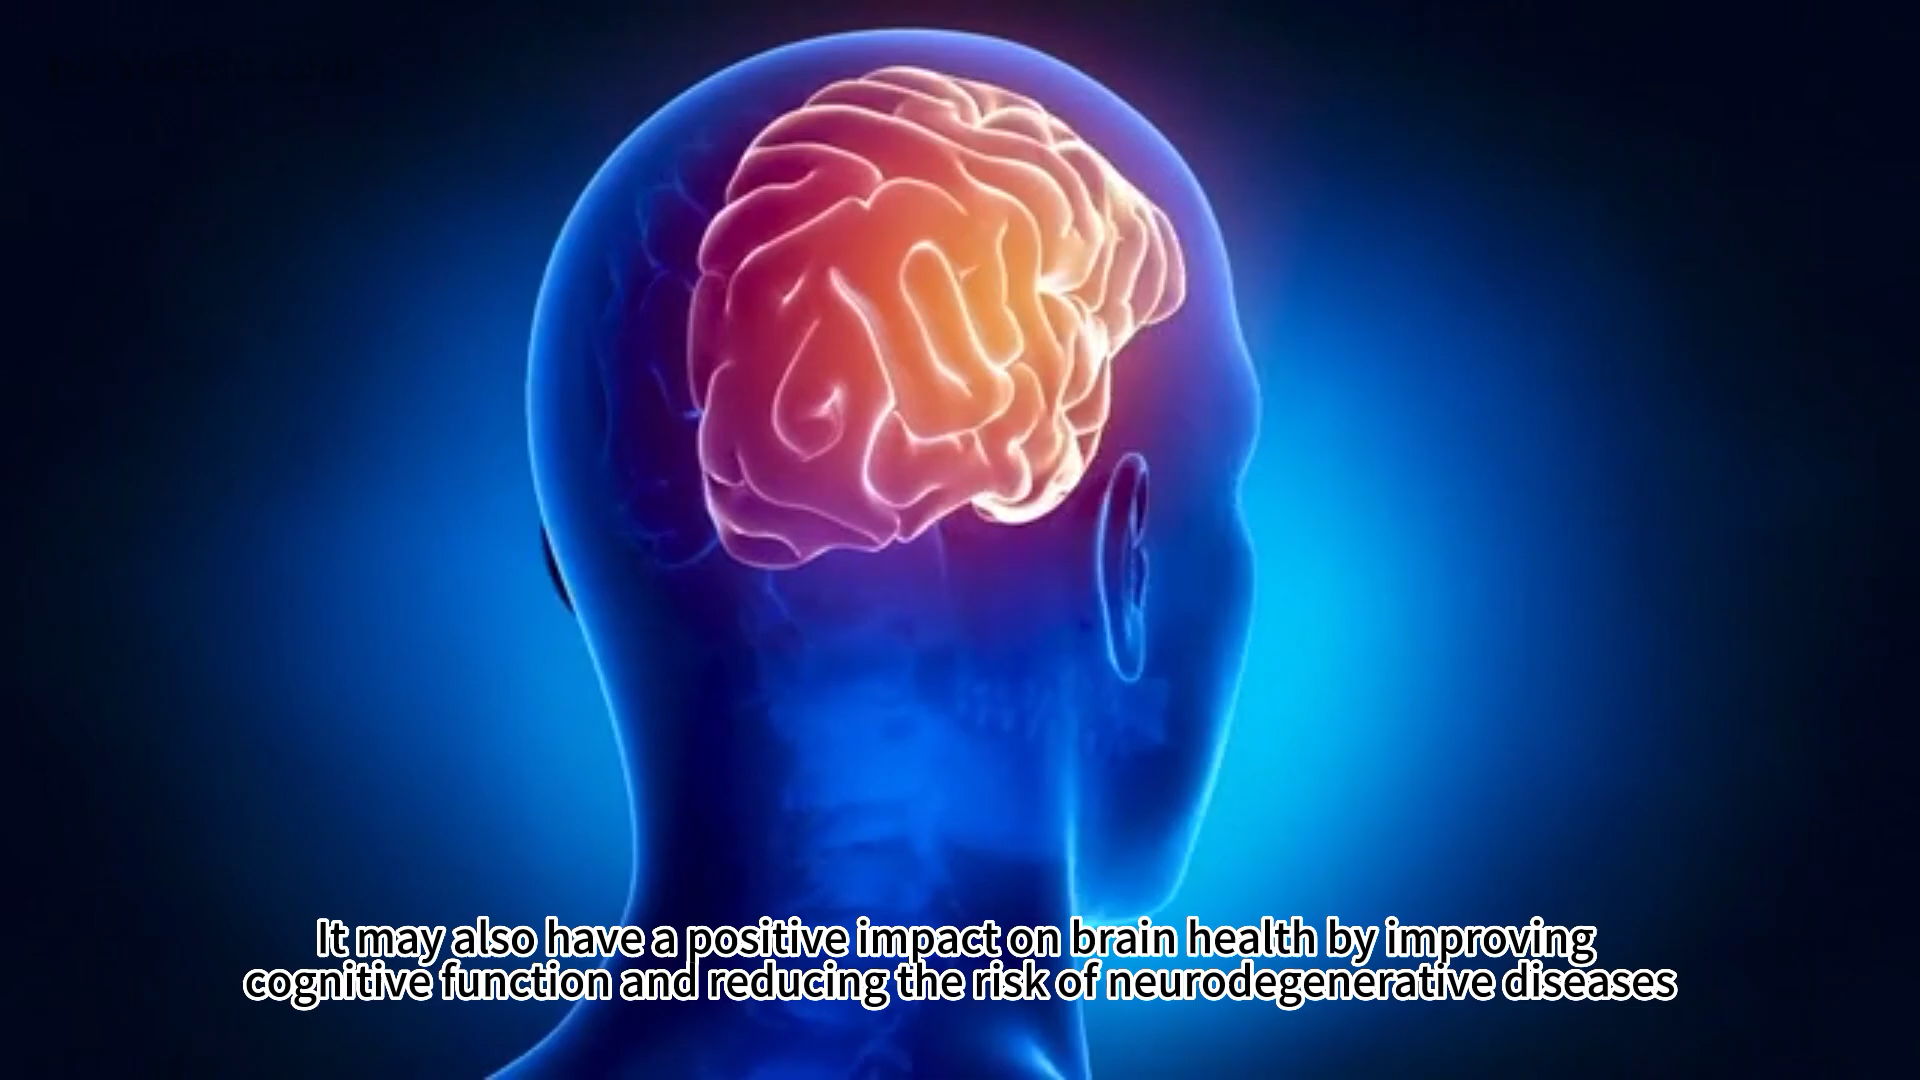 It may also have a positive impact on brain health by improving
cognitive function and reducing the risk of neurodegenerative diseases